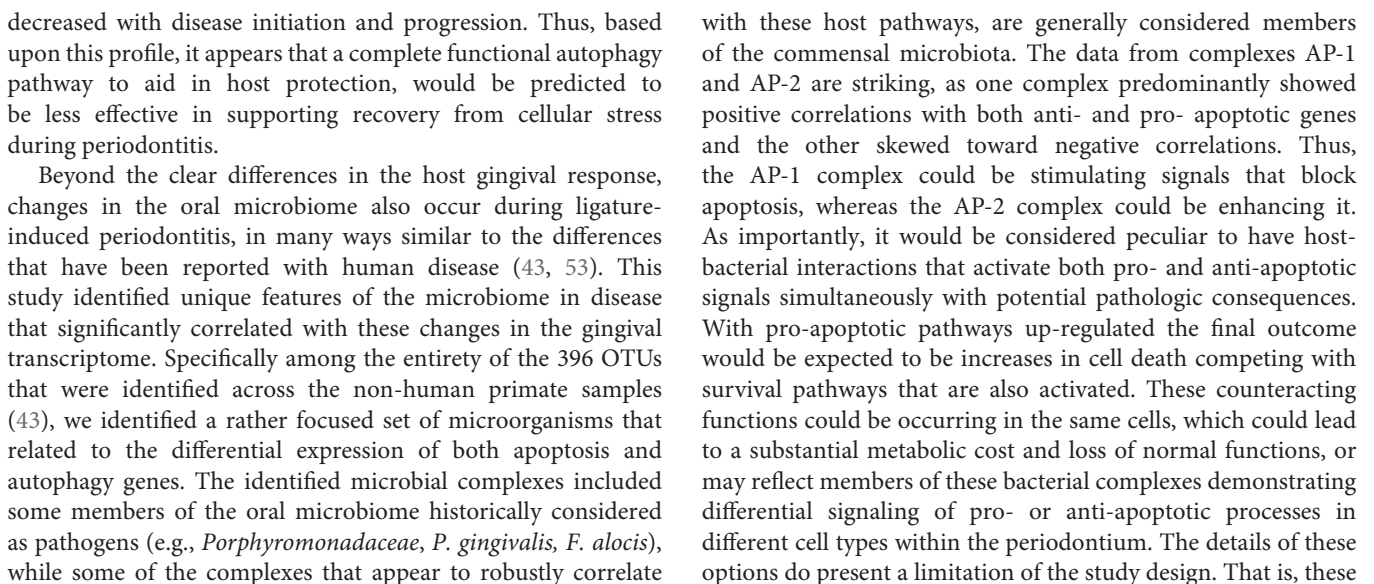 decreased with disease initiation and progression. Thus, based
upon this profile, it appears that a complete functional autophagy
pathway to aid in host protection, would be predicted to
be less effective in supporting recovery from cellular stress
during periodontitis.
Beyond the clear differences in the host gingival response,
changes in the oral microbiome also occur during ligature-
induced periodontitis, in many ways similar to the differences
that have been reported with human disease (43, 53). This
study identified unique features of the microbiome in disease
that significantly correlated with these changes in the gingival
transcriptome. Specifically among the entirety of the 396 OTUs
that were identified across the non-human primate samples
(43), we identified a rather focused set of microorganisms that
related to the differential expression of both apoptosis and
autophagy genes. The identified microbial complexes included
some members of the oral microbiome historically considered
as pathogens (e.g., Porphyromonadaceae, P. gingivalis, F. alocis),
while some of the complexes that appear to robustly correlate
with these host pathways, are generally considered members
of the commensal microbiota. The data from complexes AP-1
and AP-2 are striking, as one complex predominantly showed
positive correlations with both anti- and pro- apoptotic genes
and the other skewed toward negative correlations. Thus,
the AP-1 complex could be stimulating signals that block
apoptosis, whereas the AP-2 complex could be enhancing it.
As importantly, it would be considered peculiar to have host-
bacterial interactions that activate both pro- and anti-apoptotic
signals simultaneously with potential pathologic consequences.
With pro-apoptotic pathways up-regulated the final outcome
would be expected to be increases in cell death competing with
survival pathways that are also activated. These counteracting
functions could be occurring in the same cells, which could lead
to a substantial metabolic cost and loss of normal functions, or
may reflect members of these bacterial complexes demonstrating
differential signaling of pro- or anti-apoptotic processes in
different cell types within the periodontium. The details of these
options do present a limitation of the study design. That is, these